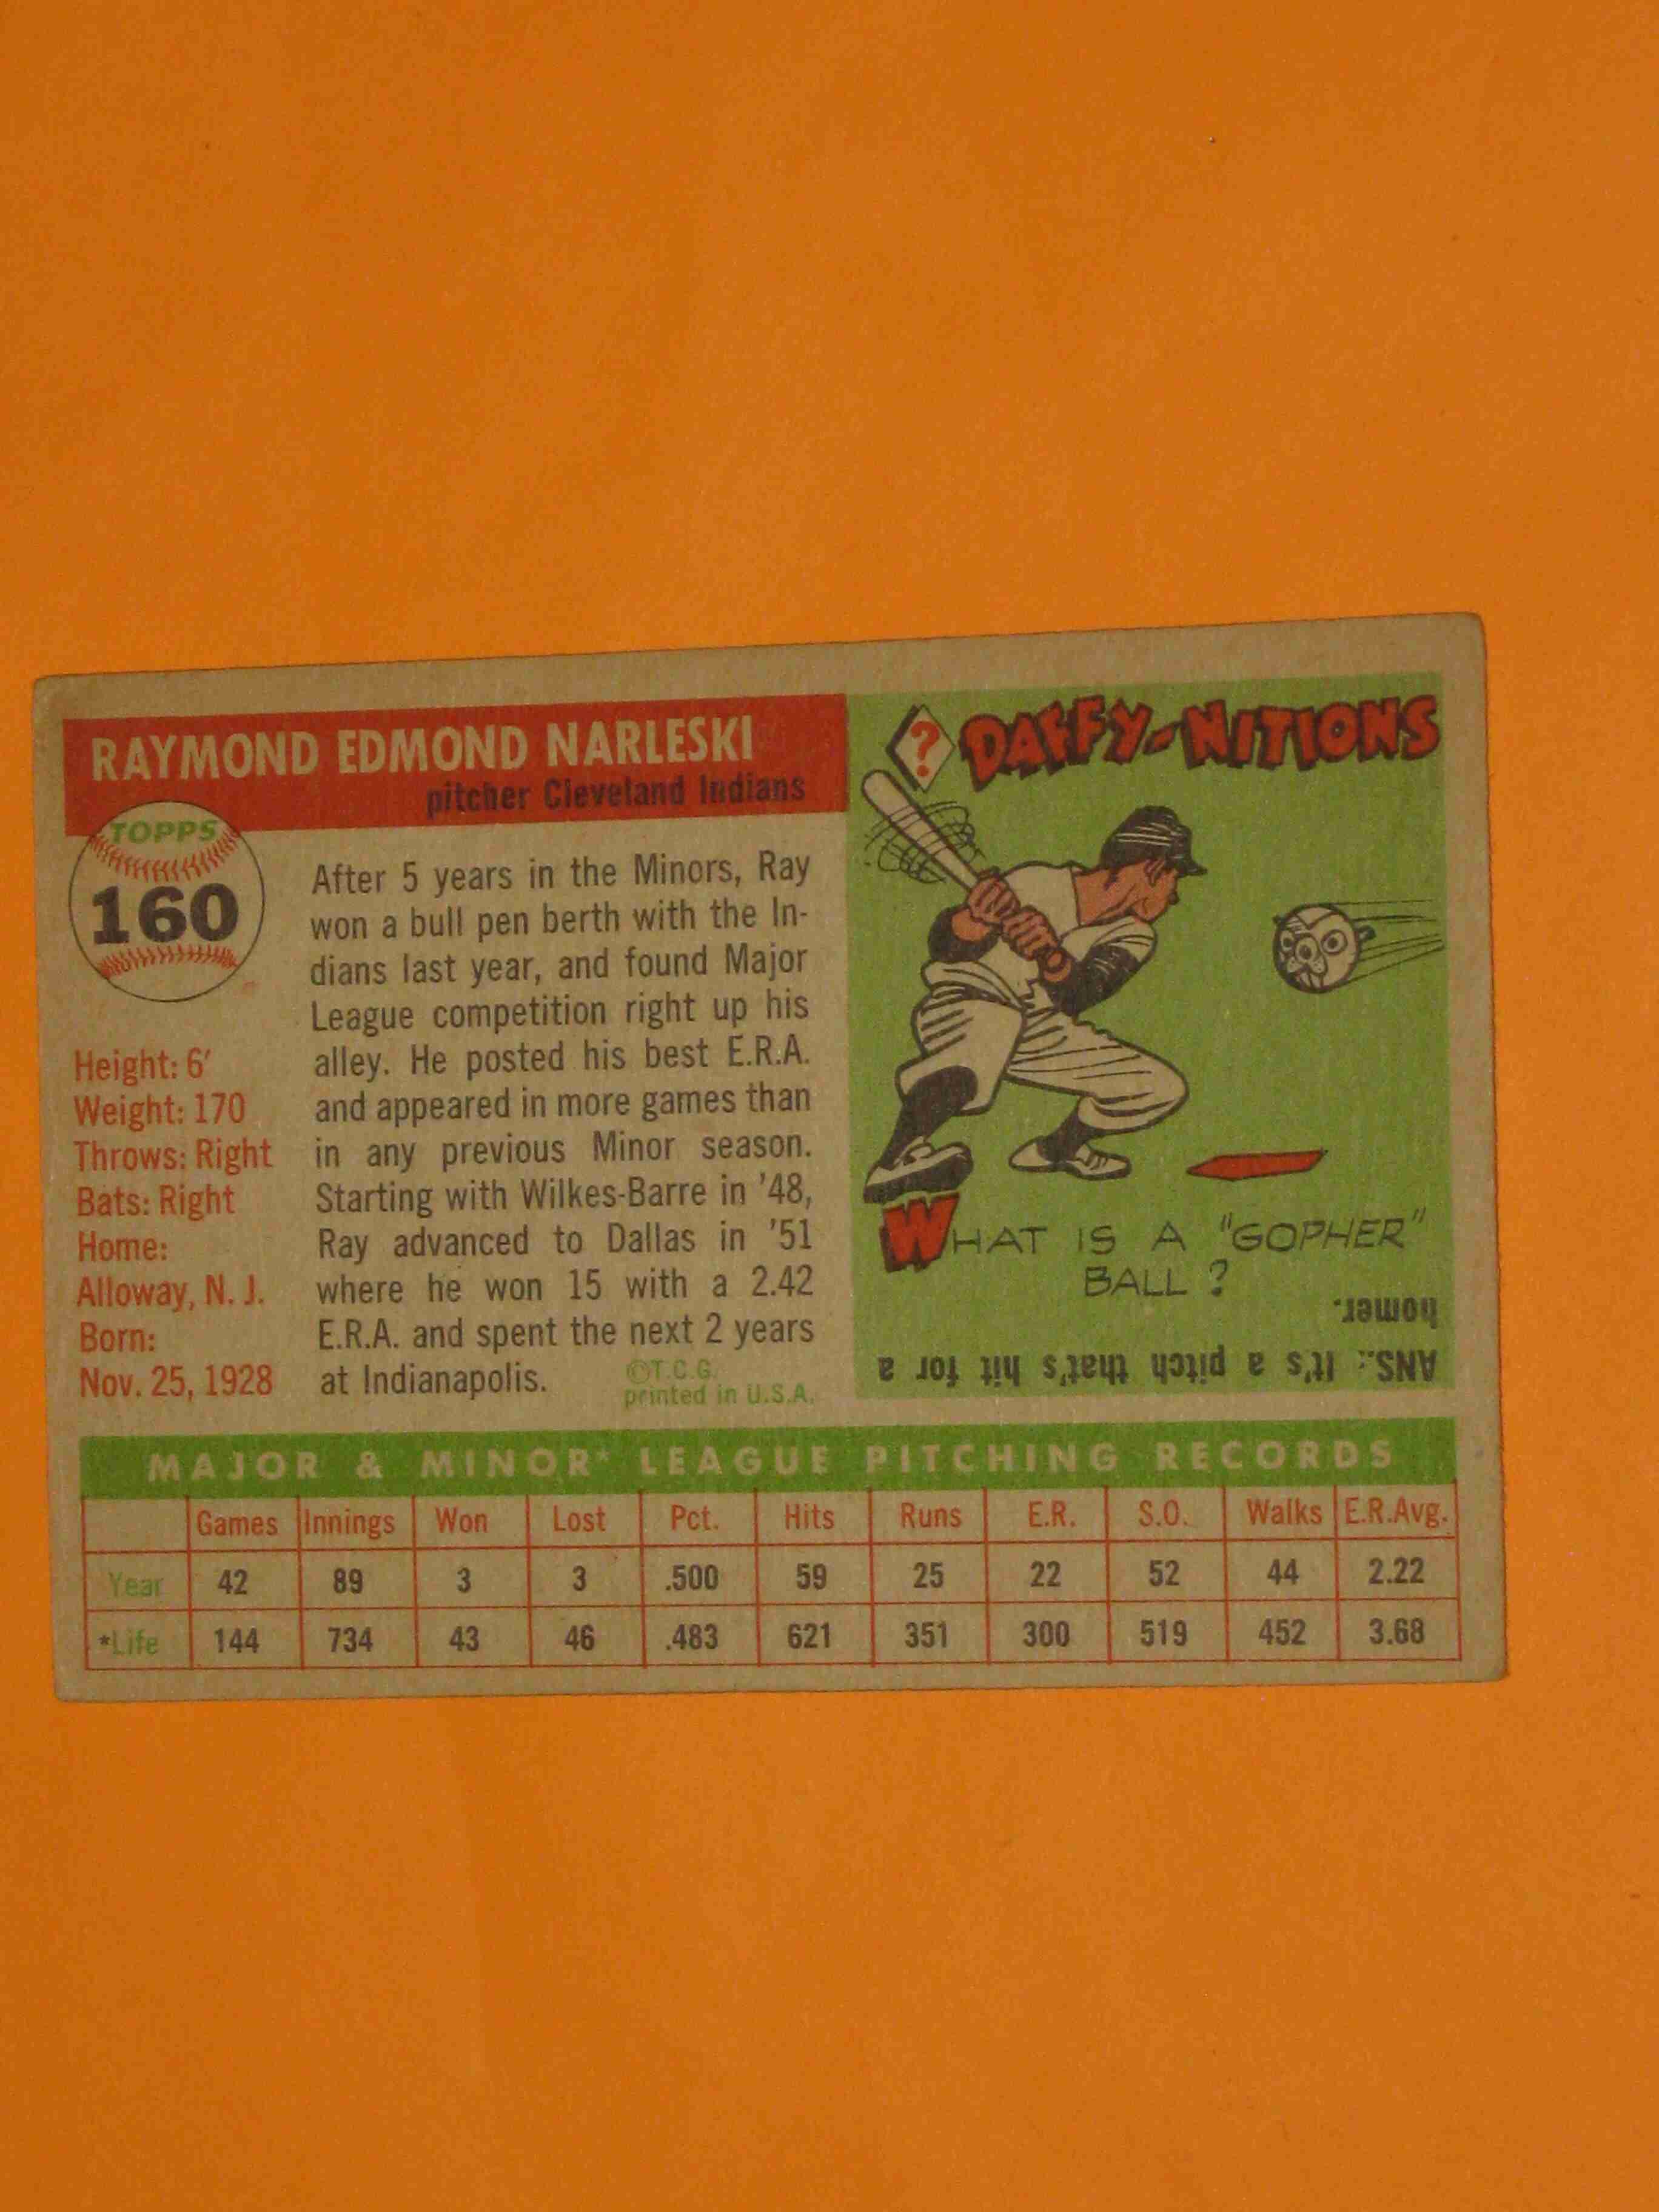 RAYMOND EDMOND NARLESKI
pitcher Cleveland Indians
TOPPS
160
Height: 6'
Weight: 170
Throws: Right
Bats: Right
Home:
Alloway, N. J.
Born:
Nov. 25, 1928
After 5 years in the Minors, Ray
won a bull pen berth with the In-
dians last year, and found Major
League competition right up his
alley. He posted his best E.R.A.
and appeared in more games than
in any previous Minor season.
Starting with Wilkes-Barre in '48,
Ray advanced to Dallas in '51
where he won 15 with a 2.42
E.R.A. and spent the next 2 years
at Indianapolis.
©T.C.G.
printed in U.S.A.
? DAFFY-NITIONS
WHAT IS A "GOPHER"
BALL ?
ANS.: It's a pitch that's hit for a
homer.
MAJOR & MINOR* LEAGUE PITCHING RECORDS
Games Innings Won Lost Pct. Hits Runs E.R. S.O. Walks E.R.Avg.
Year 42 89 3 3 .500 59 25 22 52 44 2.22
*Life 144 734 43 46 .483 621 351 300 519 452 3.68